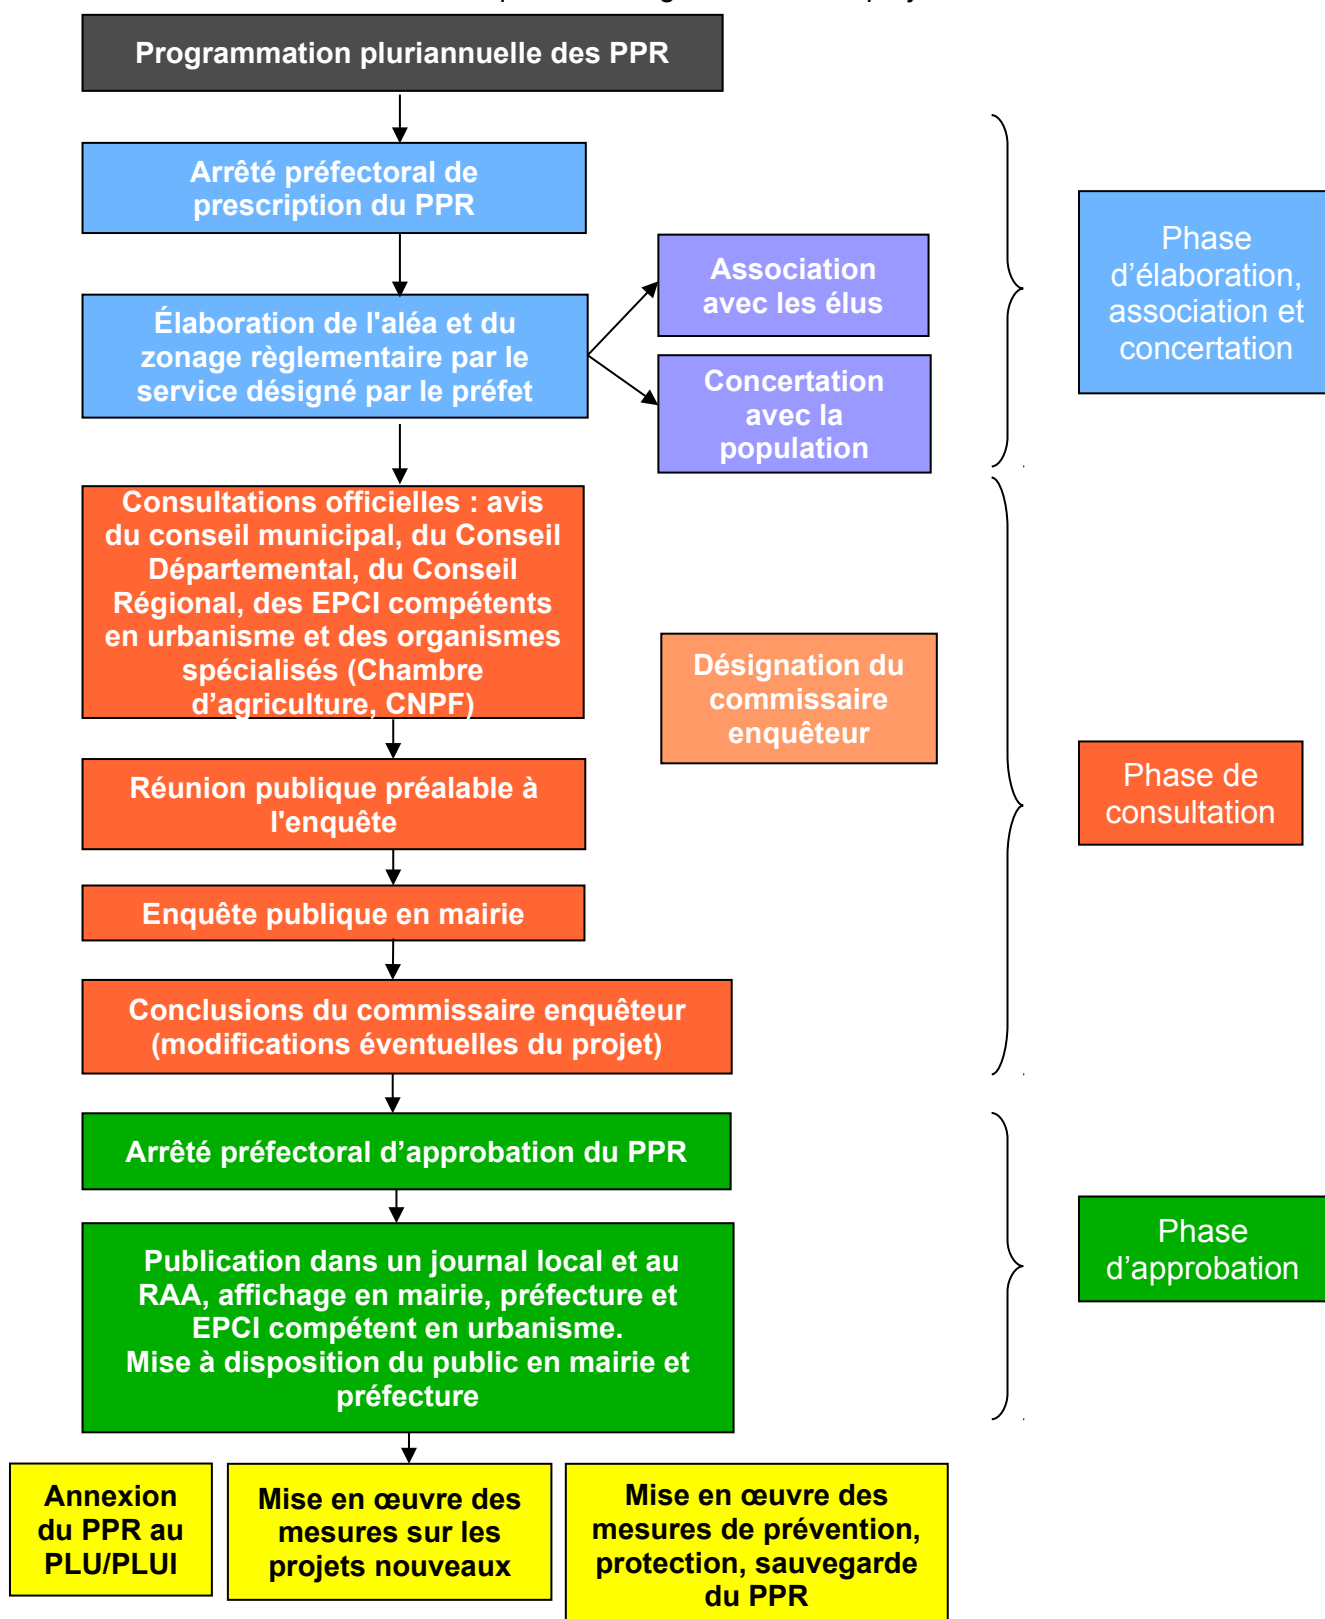 Programmation pluriannuelle des PPR
Arrêté préfectoral de
prescription du PPR
Élaboration de l'aléa et du
zonage règlementaire par le
service désigné par le préfet
Association
avec les élus
Concertation
avec la
population
Phase
d’élaboration,
association et
concertation
Consultations officielles : avis
du conseil municipal, du Conseil
Départemental, du Conseil
Régional, des EPCI compétents
en urbanisme et des organismes
spécialisés (Chambre
d’agriculture, CNPF)
Désignation du
commissaire
enquêteur
Réunion publique préalable à
l'enquête
Enquête publique en mairie
Conclusions du commissaire enquêteur
(modifications éventuelles du projet)
Phase de
consultation
Arrêté préfectoral d’approbation du PPR
Publication dans un journal local et au
RAA, affichage en mairie, préfecture et
EPCI compétent en urbanisme.
Mise à disposition du public en mairie et
préfecture
Phase
d’approbation
Annexion
du PPR au
PLU/PLUI
Mise en œuvre des
mesures sur les
projets nouveaux
Mise en œuvre des
mesures de prévention,
protection, sauvegarde
du PPR